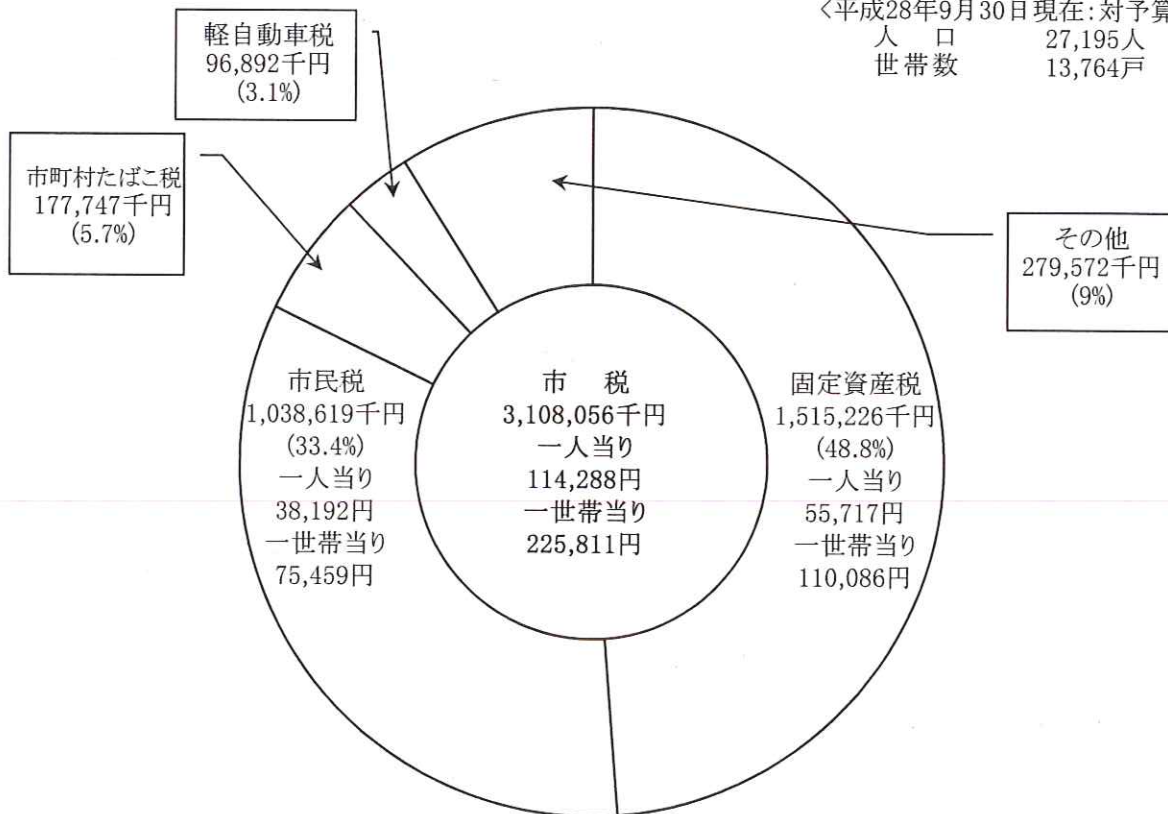 <平成28年9月30日現在:対予算
人　口　27,195人
世帯数　13,764戸
軽自動車税
96,892千円
(3.1%)
市町村たばこ税
177,747千円
(5.7%)
その他
279,572千円
(9%)
市民税
1,038,619千円
(33.4%)
一人当り
38,192円
一世帯当り
75,459円
市　税
3,108,056千円
一人当り
114,288円
一世帯当り
225,811円
固定資産税
1,515,226千円
(48.8%)
一人当り
55,717円
一世帯当り
110,086円